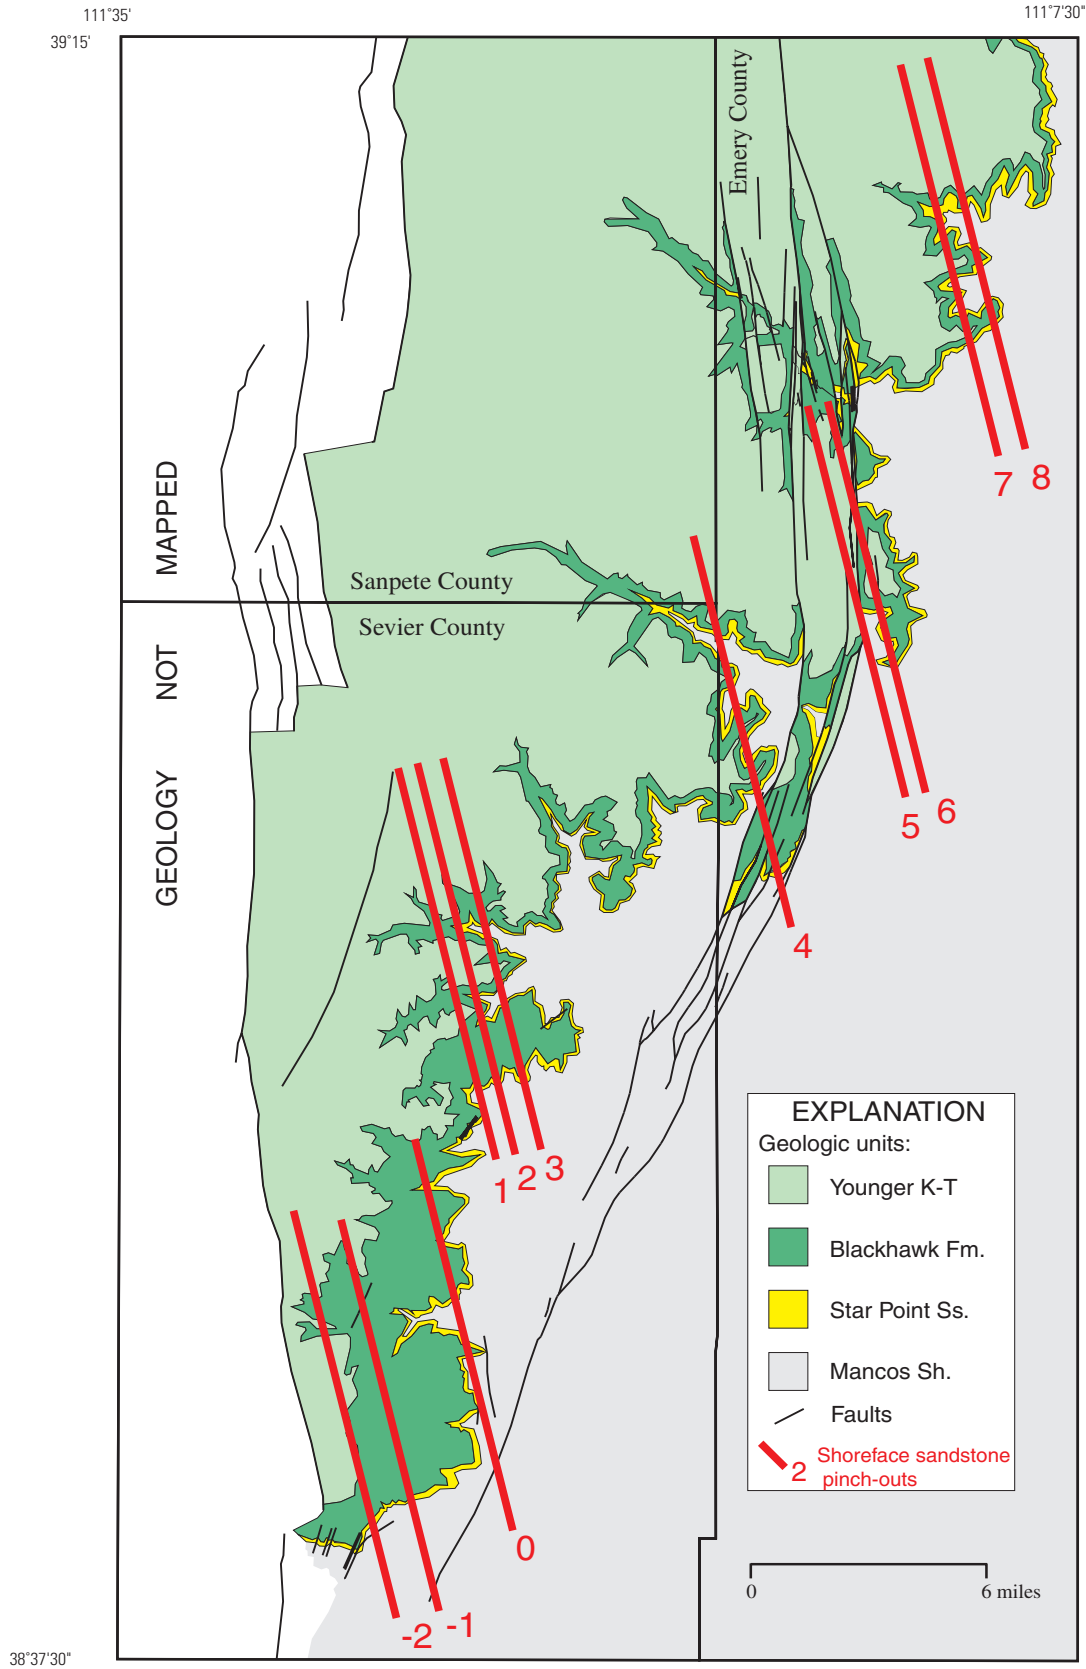 111°35'
111°7'30"
39°15'
Emery County
7
8
MAPPED
Sanpete County
Sevier County
NOT
GEOLOGY
5
6
4
1
2
3
EXPLANATION
Geologic units:
Younger K-T
Blackhawk Fm.
Star Point Ss.
Mancos Sh.
Faults
2
Shoreface sandstone
pinch-outs
0
0
6 miles
-2
-1
38°37'30"